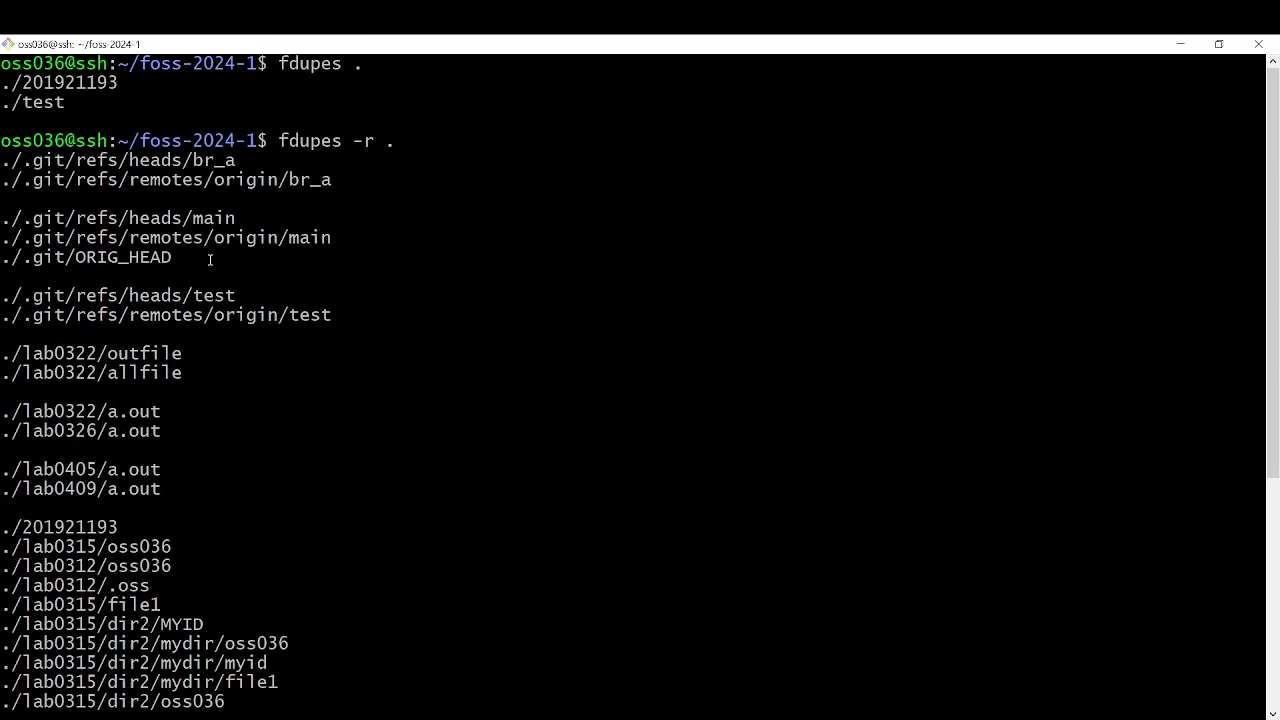 oss036@ssh: ~/foss-2024-1
oss036@ssh:~/foss-2024-1$ fdupes .
./201921193
./test
oss036@ssh:~/foss-2024-1$ fdupes -r .
./.git/refs/heads/br_a
./.git/refs/remotes/origin/br_a
./.git/refs/heads/main
./.git/refs/remotes/origin/main
./.git/ORIG_HEAD
./.git/refs/heads/test
./.git/refs/remotes/origin/test
./lab0322/outfile
./lab0322/allfile
./lab0322/a.out
./lab0326/a.out
./lab0405/a.out
./lab0409/a.out
./201921193
./lab0315/oss036
./lab0312/oss036
./lab0312/.oss
./lab0315/file1
./lab0315/dir2/MYID
./lab0315/dir2/mydir/oss036
./lab0315/dir2/mydir/myid
./lab0315/dir2/mydir/file1
./lab0315/dir2/oss036